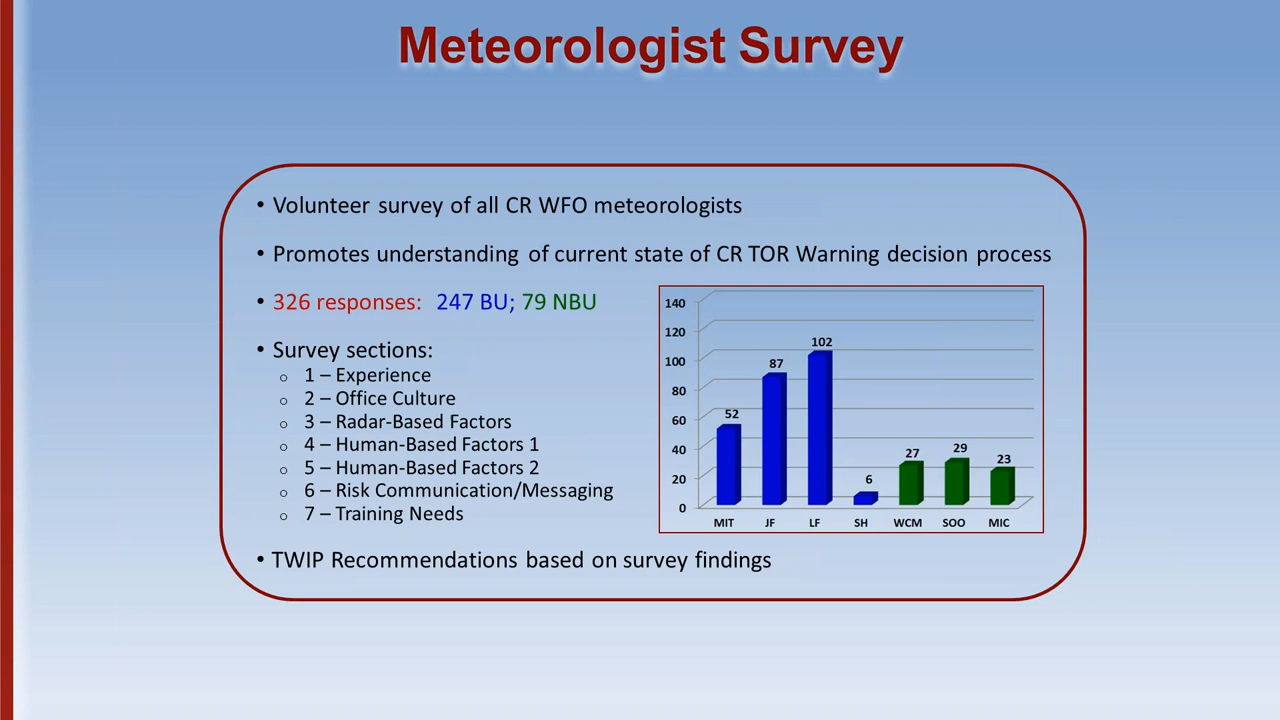 Meteorologist Survey
• Volunteer survey of all CR WFO meteorologists
• Promotes understanding of current state of CR TOR Warning decision process
• 326 responses: 247 BU; 79 NBU
• Survey sections:
o 1 – Experience
o 2 – Office Culture
o 3 – Radar-Based Factors
o 4 – Human-Based Factors 1
o 5 – Human-Based Factors 2
o 6 – Risk Communication/Messaging
o 7 – Training Needs
140
120
100
80
60
40
20
0
52
87
102
6
27
29
23
MIT JF LF SH WCM SOO MIC
• TWIP Recommendations based on survey findings